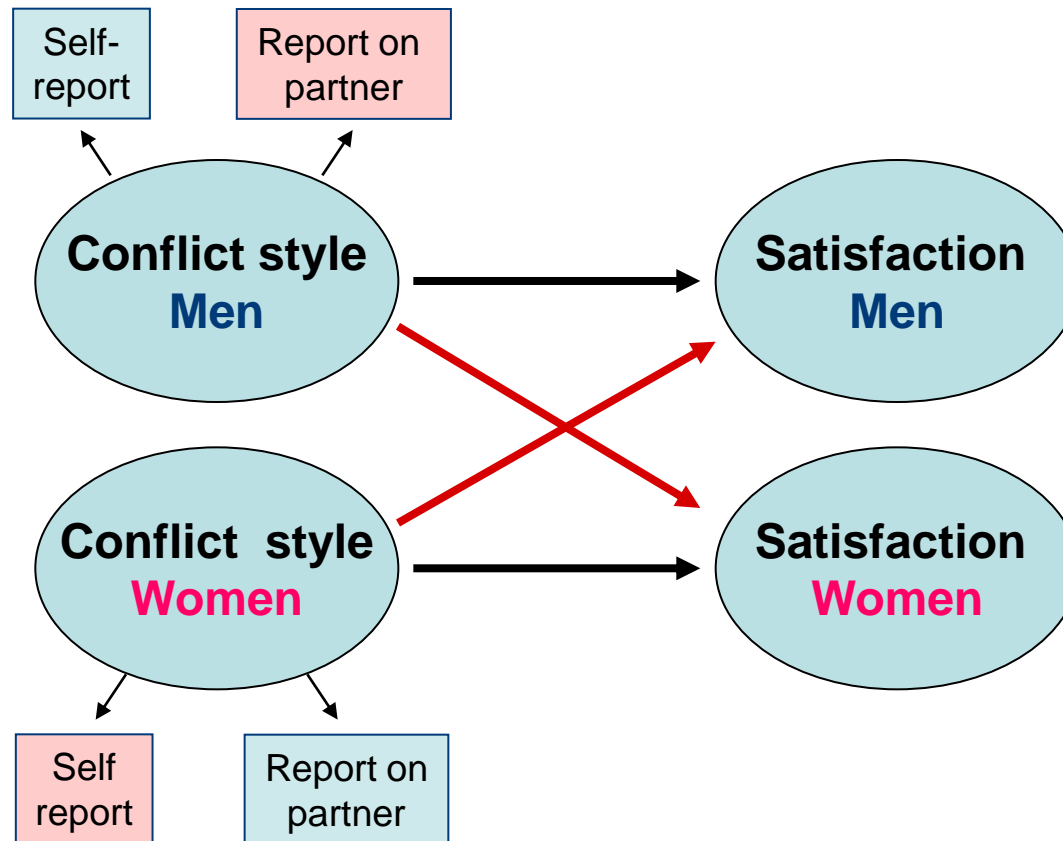 Self-
report
Report on
partner
Conflict style
Men
Satisfaction
Men
Conflict  style
Women
Satisfaction
Women
Self
report
Report on
partner